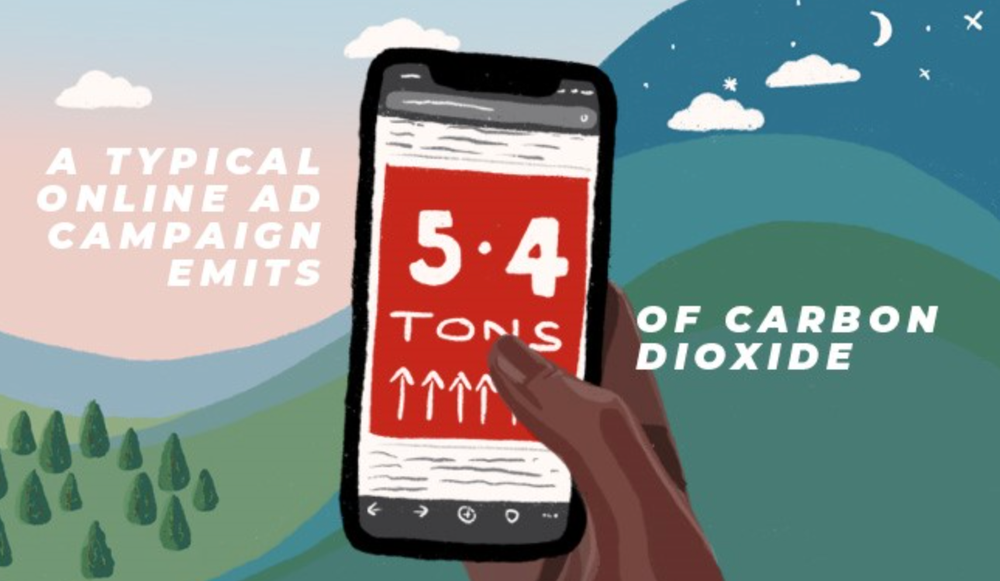 A TYPICAL
ONLINE AD
CAMPAIGN
EMITS
5.4
TONS
OF CARBON
DIOXIDE